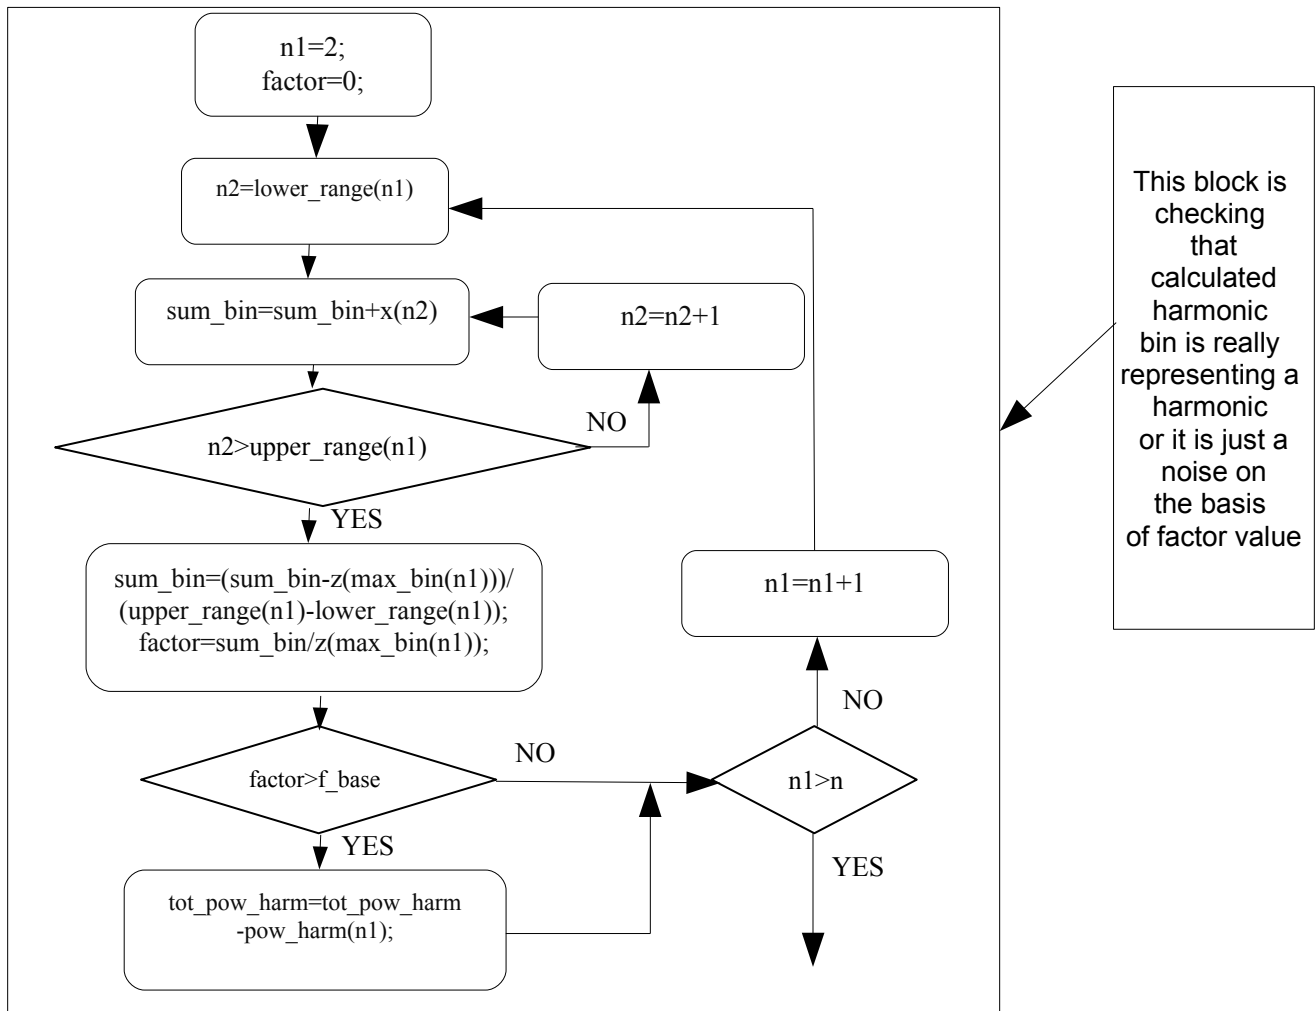 n1=2;
factor=0;
n2=lower_range(n1)
sum_bin=sum_bin+x(n2)
n2=n2+1
NO
n2>upper_range(n1)
YES
sum_bin=(sum_bin-z(max_bin(n1)))/
(upper_range(n1)-lower_range(n1));
factor=sum_bin/z(max_bin(n1));
n1=n1+1
NO
factor>f_base
NO
n1>n
YES
YES
tot_pow_harm=tot_pow_harm
-pow_harm(n1);
This block is
checking
that
calculated
harmonic
bin is really
representing a
harmonic
or it is just a
noise on
the basis
of factor value